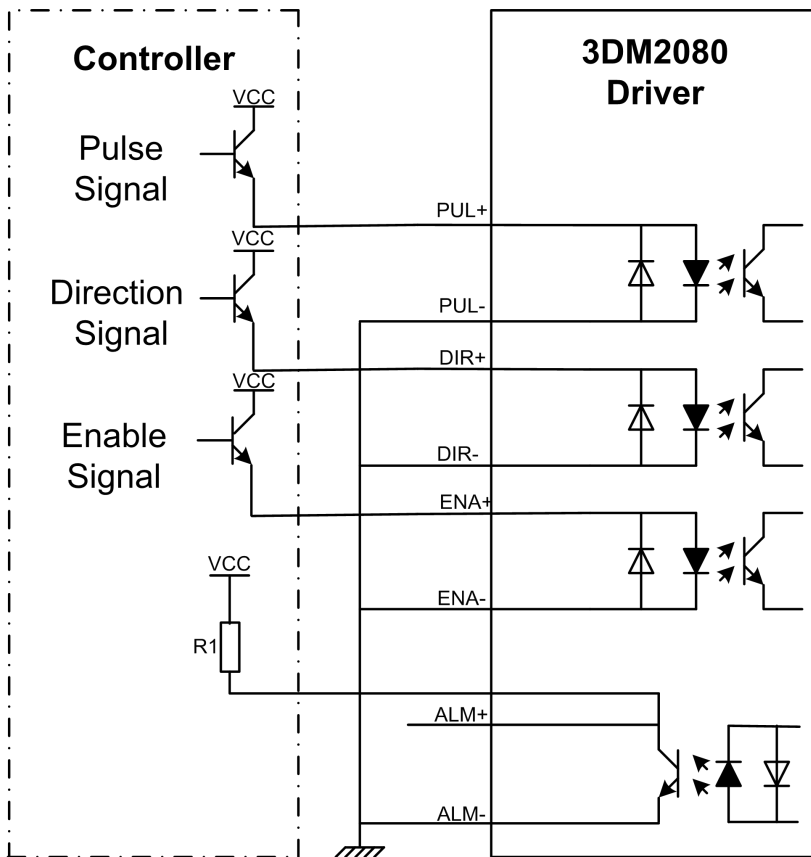 Controller
3DM2080
Driver
VCC
Pulse
Signal
PUL+
VCC
Direction
Signal
PUL-
DIR+
VCC
Enable
Signal
DIR-
ENA+
VCC
ENA-
R1
ALM+
ALM-